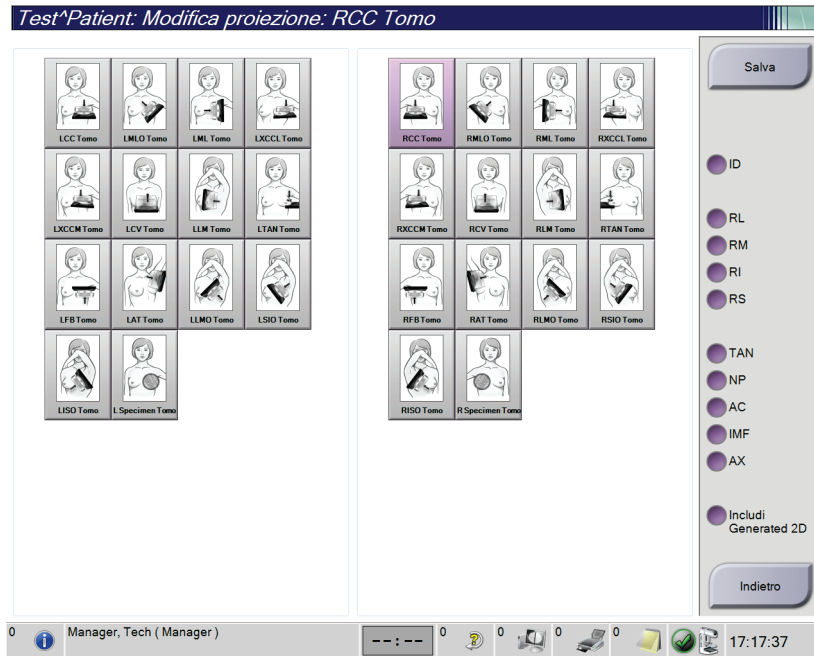 Test^Patient: Modifica proiezione: RCC Tomo
LCC Tomo LMLO Tomo LML Tomo LXCCL Tomo
LXCCM Tomo LCV Tomo LLM Tomo LTAN Tomo
LFB Tomo LAT Tomo LLMO Tomo LSIO Tomo
LISO Tomo L Specimen Tomo
RCC Tomo RMLO Tomo RML Tomo RXCCL Tomo
RXCCM Tomo RCV Tomo RLM Tomo RTAN Tomo
RFB Tomo RAT Tomo RLMO Tomo RSIO Tomo
RISO Tomo R Specimen Tomo
Salva
ID
RL
RM
RI
RS
TAN
NP
AC
IMF
AX
Includi
Generated 2D
Indietro
0 Manager, Tech ( Manager ) --:-- 0 0 0 0 17:17:37